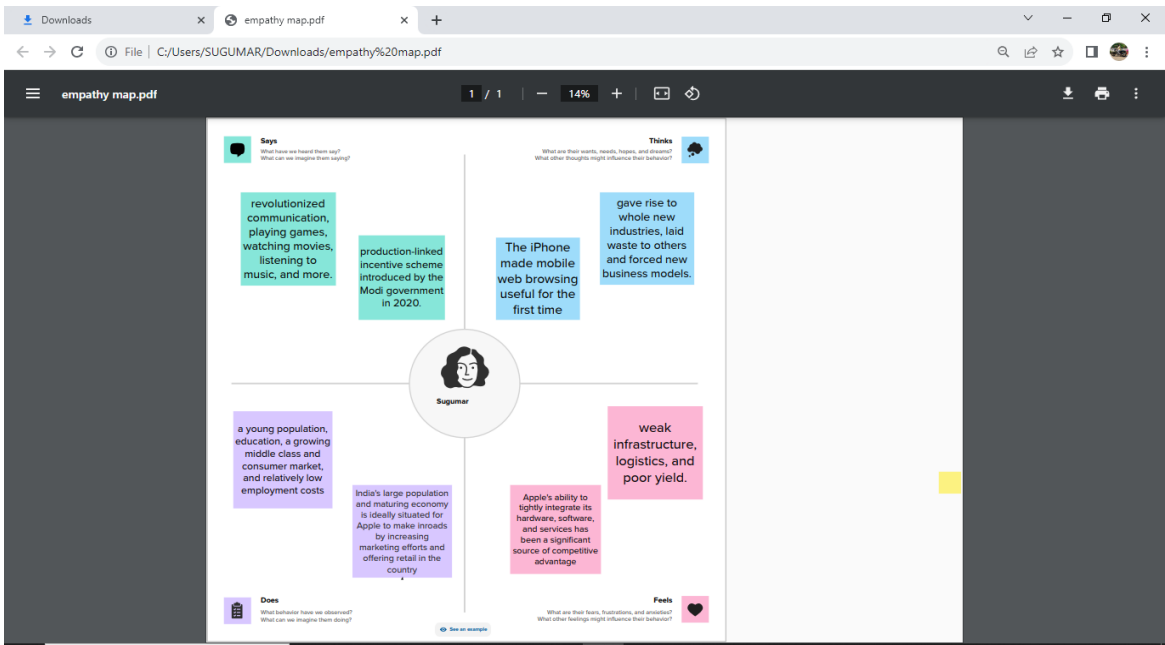 Downloads
empathy map.pdf
File | C:/Users/SUGUMAR/Downloads/empathy%20map.pdf
empathy map.pdf
1 / 1
14%
Says
What have we heard them say?
What can we imagine them saying?
Thinks
What are their wants, needs, hopes, and dreams?
What other thoughts might influence their behavior?
revolutionized
communication,
playing games,
watching movies,
listening to
music, and more.
production-linked
incentive scheme
introduced by the
Modi government
in 2020.
The iPhone
made mobile
web browsing
useful for the
first time
gave rise to
whole new
industries, laid
waste to others
and forced new
business models.
Sugumar
a young population,
education, a growing
middle class and
consumer market,
and relatively low
employment costs
India's large population
and maturing economy
is ideally situated for
Apple to make inroads
by increasing
marketing efforts and
offering retail in the
country
Apple's ability to
tightly integrate its
hardware, software,
and services has
been a significant
source of competitive
advantage
weak
infrastructure,
logistics, and
poor yield.
Does
What behavior have we observed?
What can we imagine them doing?
See an example
Feels
What are their fears, frustrations, and anxieties?
What other feelings might influence their behavior?